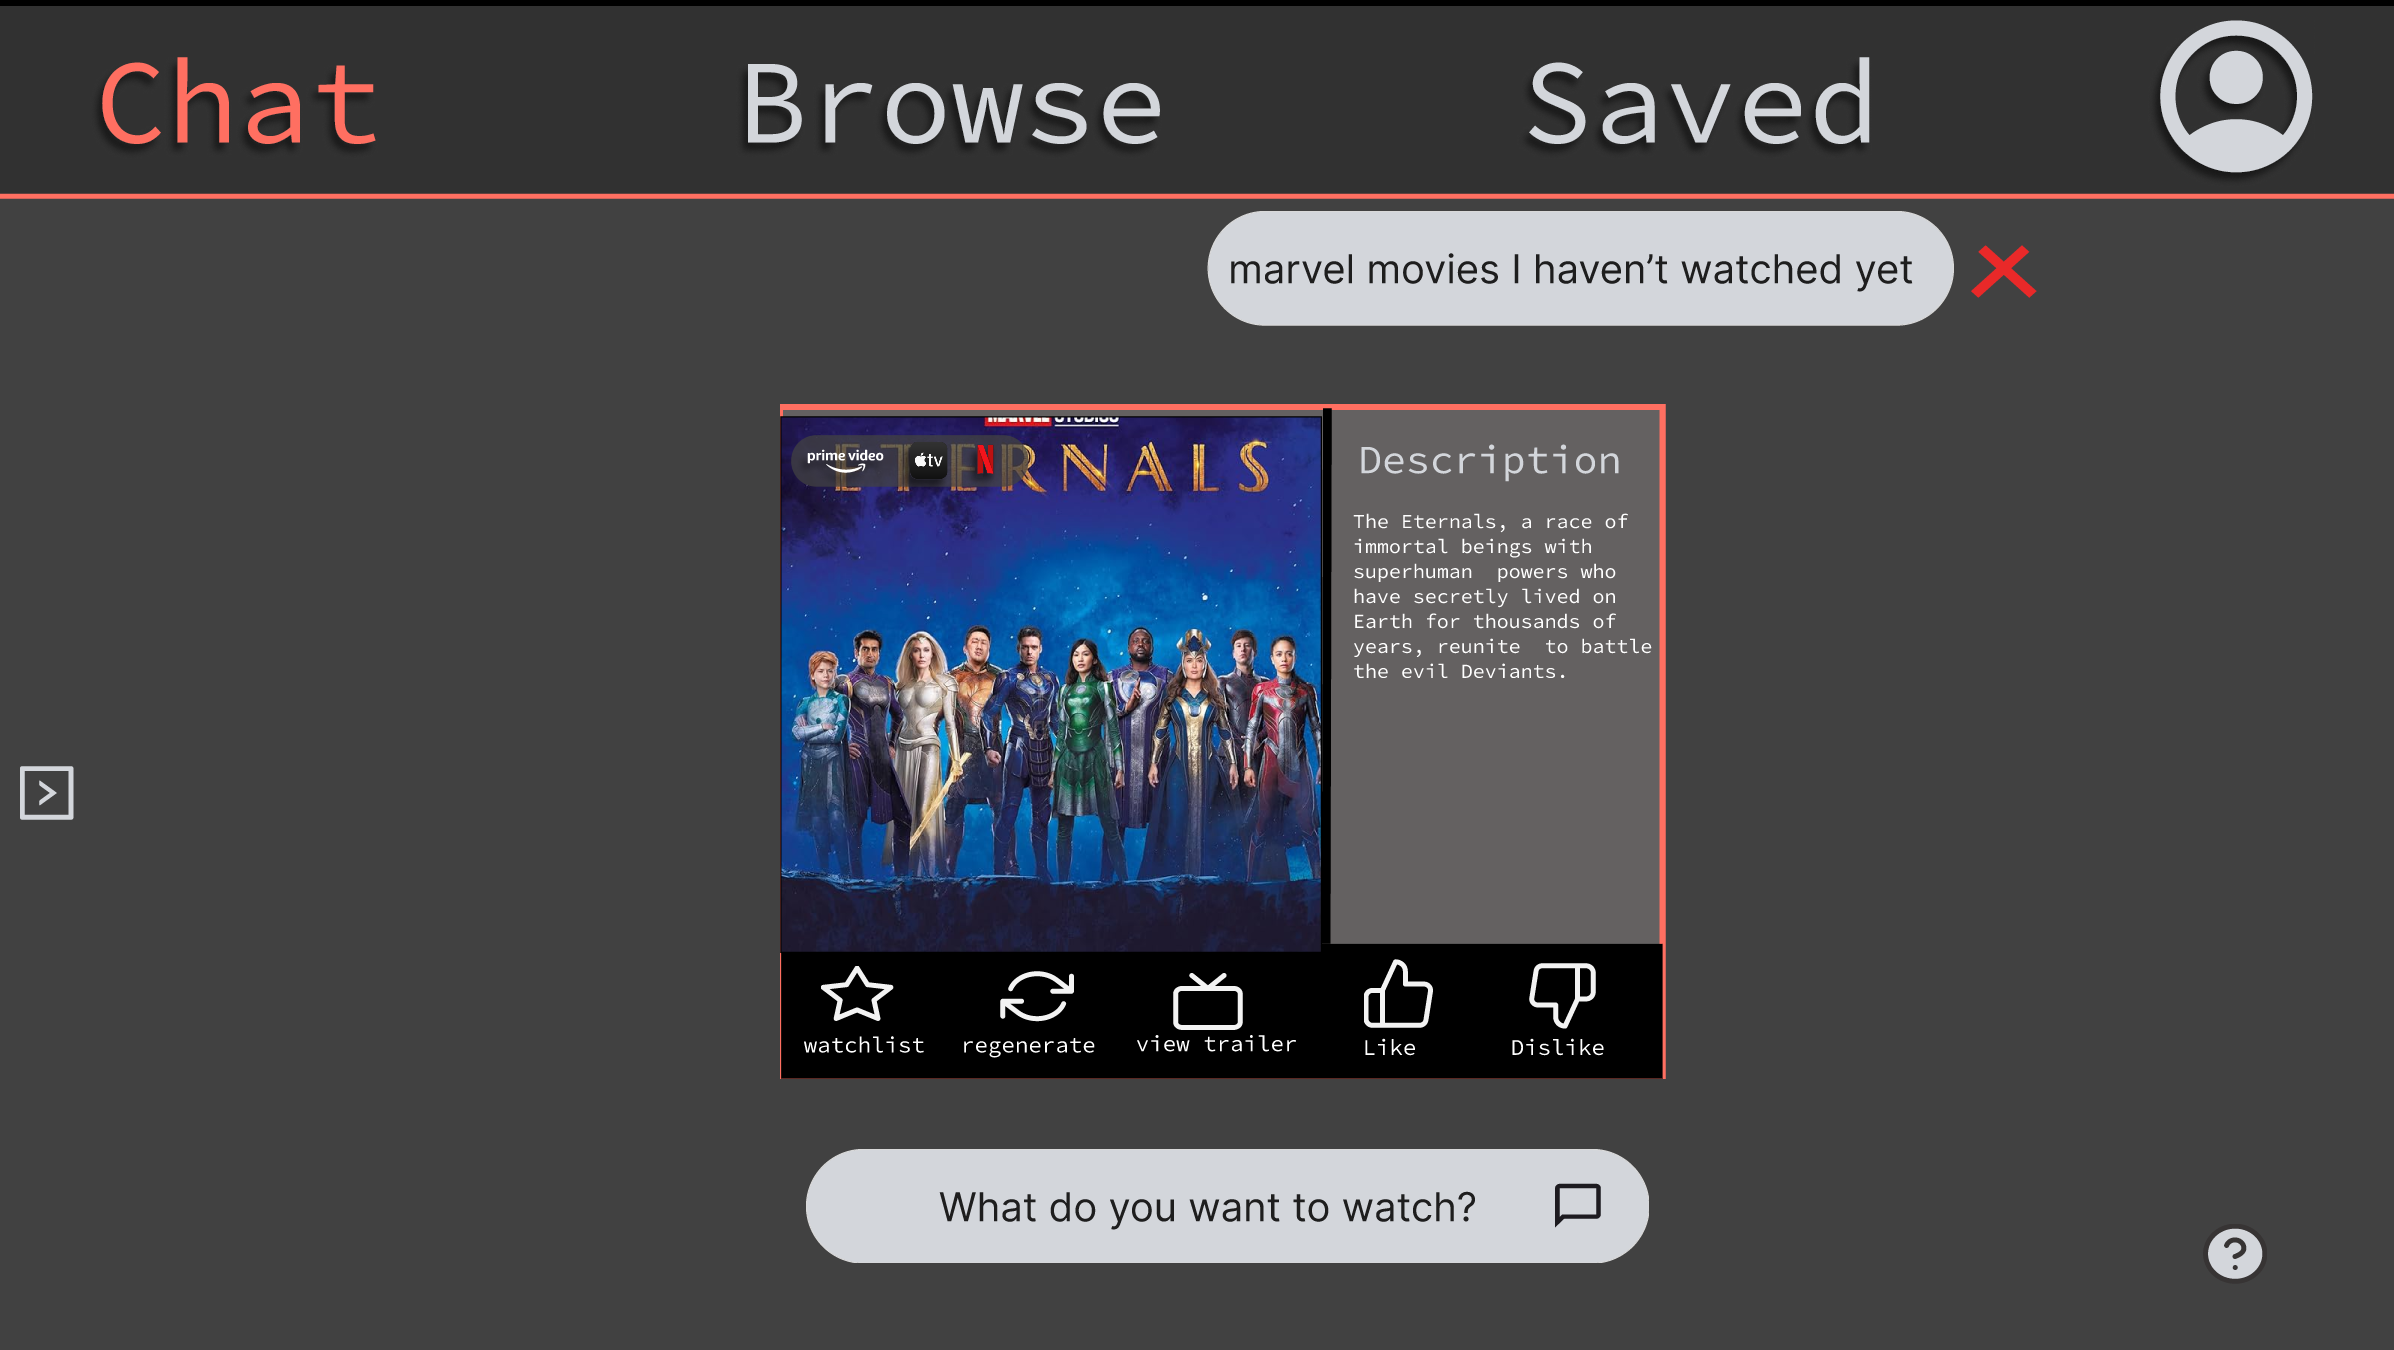 Chat Browse Saved
marvel movies I haven’t watched yet
MARVEL STUDIOS
prime video tv N
ETERNALS
Description
The Eternals, a race of
immortal beings with
superhuman powers who
have secretly lived on
Earth for thousands of
years, reunite to battle
the evil Deviants.
watchlist regenerate view trailer Like Dislike
What do you want to watch?
?